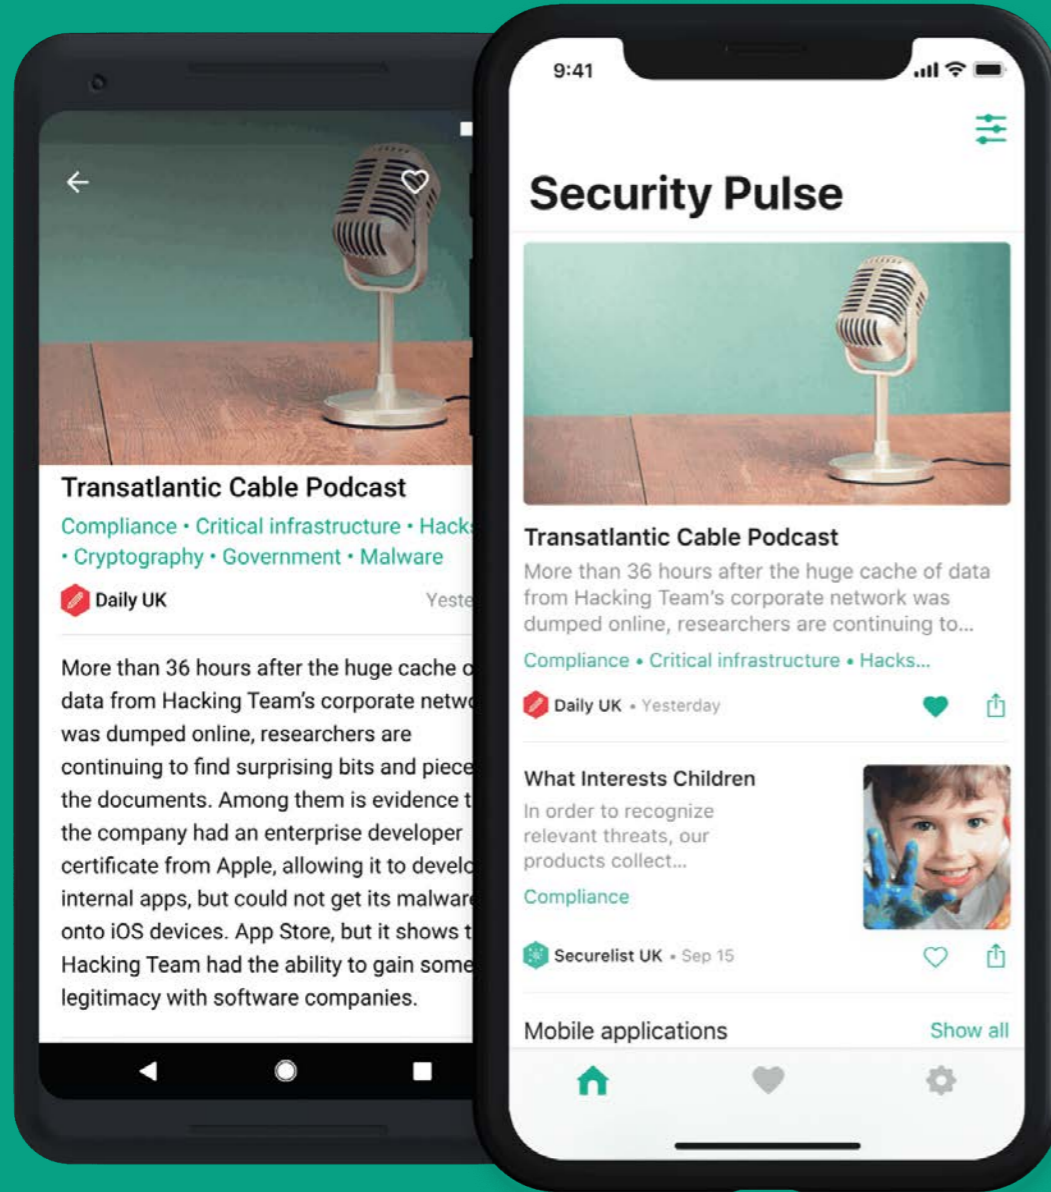 Transatlantic Cable Podcast
Compliance • Critical infrastructure •
• Cryptography • Government • Malware
Daily UK
More than 36 hours after the huge cache
data from Hacking Team's corporate
was dumped online, researchers are
continuing to find surprising bits and
the documents. Among them is evidence
the company had an enterprise developer
certificate from Apple, allowing it to
internal apps, but could not get its
onto iOS devices. App Store, but it shows
Hacking Team had the ability to gain some
legitimacy with software companies.
9:41
Security Pulse
Transatlantic Cable Podcast
More than 36 hours after the huge cache of data
from Hacking Team's corporate network was
dumped online, researchers are continuing to...
Compliance • Critical infrastructure • Hacks...
Daily UK • Yesterday
What Interests Children
In order to recognize
relevant threats, our
products collect...
Compliance
Securelist UK • Sep 15
Mobile applications
Show all